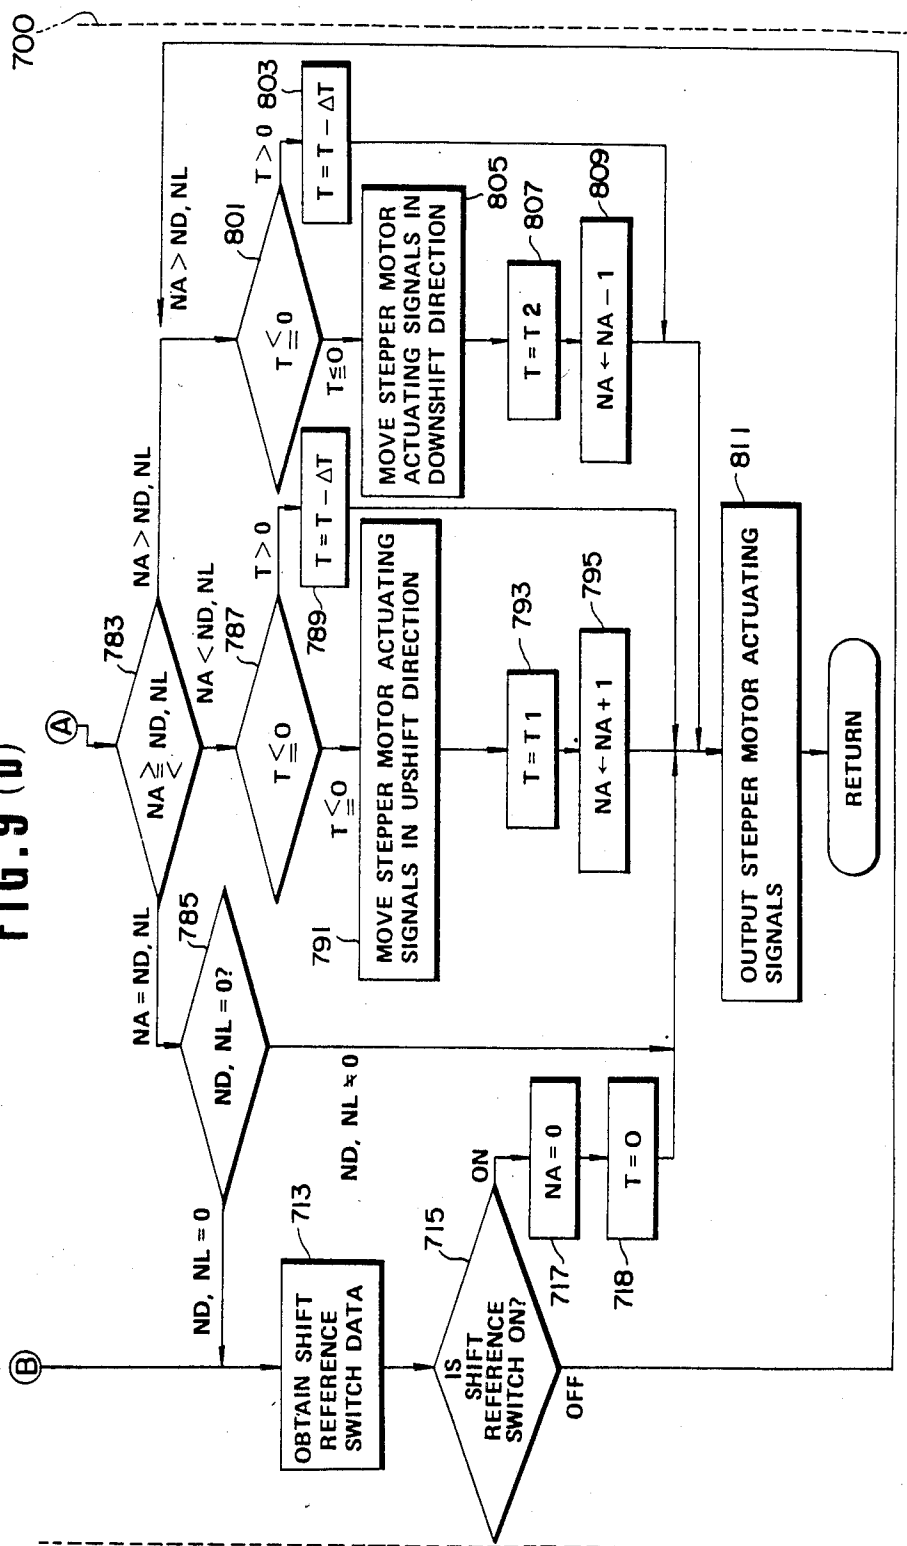 700
FIG. 9 (b)
A
783
NA ≧< ND, NL
NA = ND, NL
NA < ND, NL
NA > ND, NL
NA > ND, NL
785
ND, NL = 0?
ND, NL = 0
ND, NL ≒ 0
787
T ≦ 0
T > 0
T ≦ 0
789
T = T − ΔT
791
MOVE STEPPER MOTOR ACTUATING
SIGNALS IN UPSHIFT DIRECTION
793
T = T 1
795
NA ← NA + 1
801
T ≦ 0
T > 0
T ≦ 0
803
T = T − ΔT
805
MOVE STEPPER MOTOR
ACTUATING SIGNALS IN
DOWNSHIFT DIRECTION
807
T = T 2
809
NA ← NA − 1
B
713
OBTAIN SHIFT
REFERENCE
SWITCH DATA
715
IS
SHIFT
REFERENCE
SWITCH ON?
ON
OFF
717
NA = 0
718
T = 0
811
OUTPUT STEPPER MOTOR ACTUATING
SIGNALS
RETURN